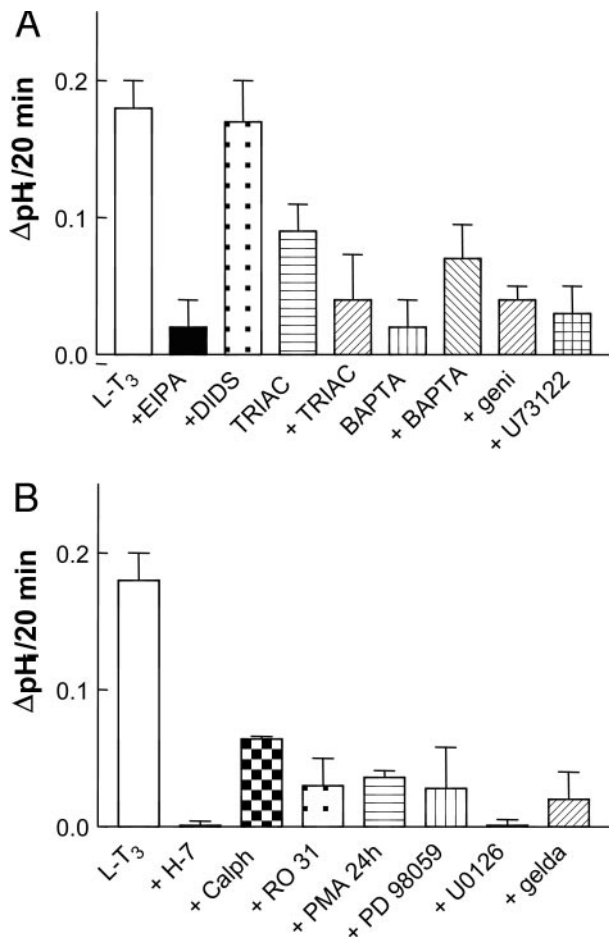 A
ΔpHi/20 min
0.2
0.1
0.0
L-T3
+EIPA
+DIDS
TRIAC
+ TRIAC
BAPTA
+ BAPTA
+ geni
+ U73122
B
ΔpHi/20 min
0.2
0.1
0.0
L-T3
+ H-7
+ Calph
+ RO 31
+ PMA 24h
+ PD 98059
+ U0126
+ gelda